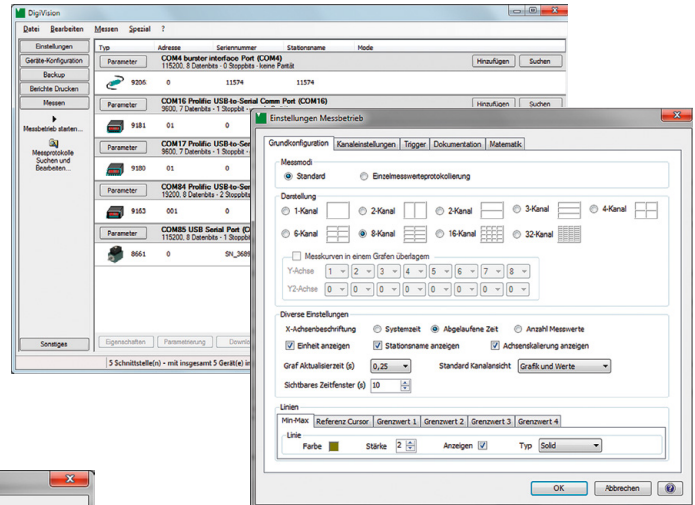 DigiVision
Datei Bearbeiten Messen Spezial ?
Einstellungen
Geräte-Konfiguration
Backup
Berichte Drucken
Messen
Messbetrieb starten...
Messprotokolle
Suchen und
Bearbeiten...
Sonstiges
Typ Adresse Seriennummer Stationsname Mode
Parameter COM4 burster interface Port (COM4) Hinzufügen Suchen
115200, 8 Datenbits - 0 Stoppbits - keine Parität
9206 0 11574 11574
Parameter COM16 Prolific USB-to-Serial Comm Port (COM16) Hinzufügen Suchen
9600, 7 Datenbits - 1 Stoppbit
9181 01 0
Parameter COM17 Prolific USB-to-Ser
9600, 7 Datenbits - 1 Stoppbit
9180 01 0
Parameter COM84 Prolific USB-to-Ser
19200, 8 Datenbits - 2 Stoppbits
9163 001 0
Parameter COM85 USB Serial Port (C
115200, 8 Datenbits - 1 Stoppbit
8661 0 SN_3689
Eigenschaften Parametrierung
5 Schnittstelle(n) - mit insgesamt 5 Gerät(e) in
Einstellungen Messbetrieb
Grundkonfiguration Kanaleinstellungen Trigger Dokumentation Matematik
Messmodi
Standard Einzelmesswerteprotokolierung
Darstellung
1-Kanal 2-Kanal 2-Kanal 3-Kanal 4-Kanal
6-Kanal 8-Kanal 16-Kanal 32-Kanal
Messkurven in einem Grafen überlagern
Y-Achse 1 2 3 4 5 6 7 8
Y2-Achse 0 0 0 0 0 0 0 0
Diverse Einstellungen
X-Achsenbeschriftung Systemzeit Abgelaufene Zeit Anzahl Messwerte
Einheit anzeigen Stationsname anzeigen Achsenskalierung anzeigen
Graf Aktualisierzeit (s) 0,25 Standard Kanalansicht Grafik und Werte
Sichtbares Zeitfenster (s) 10
Linien
Min-Max Referenz Cursor Grenzwert 1 Grenzwert 2 Grenzwert 3 Grenzwert 4
Linie
Farbe Stärke 2 Anzeigen Typ Solid
OK Abbrechen